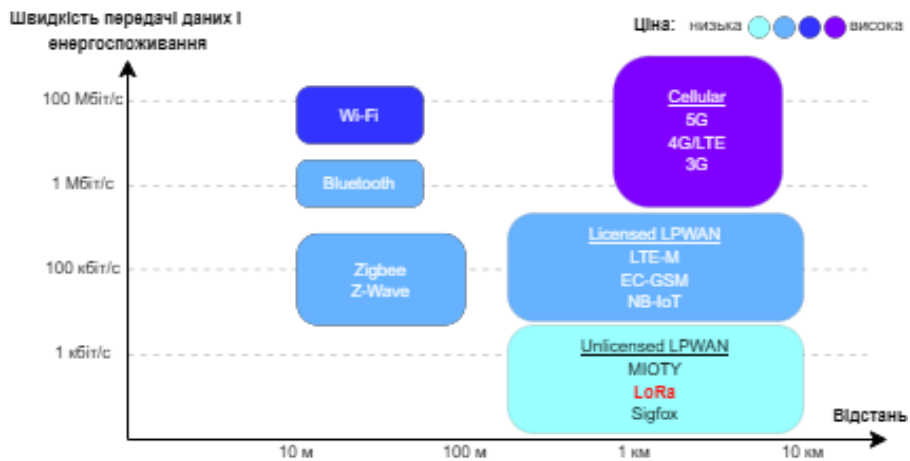 Швидкість передачі даних і
енергоспоживання
Ціна: низька висока
100 Мбіт/с
Wi-Fi
Cellular
5G
4G/LTE
3G
1 Мбіт/с
Bluetooth
Licensed LPWAN
LTE-M
EC-GSM
NB-IoT
100 кбіт/с
Zigbee
Z-Wave
1 кбіт/с
Unlicensed LPWAN
MIOTY
LoRa
Sigfox
Відстань
10 м 100 м 1 км 10 км